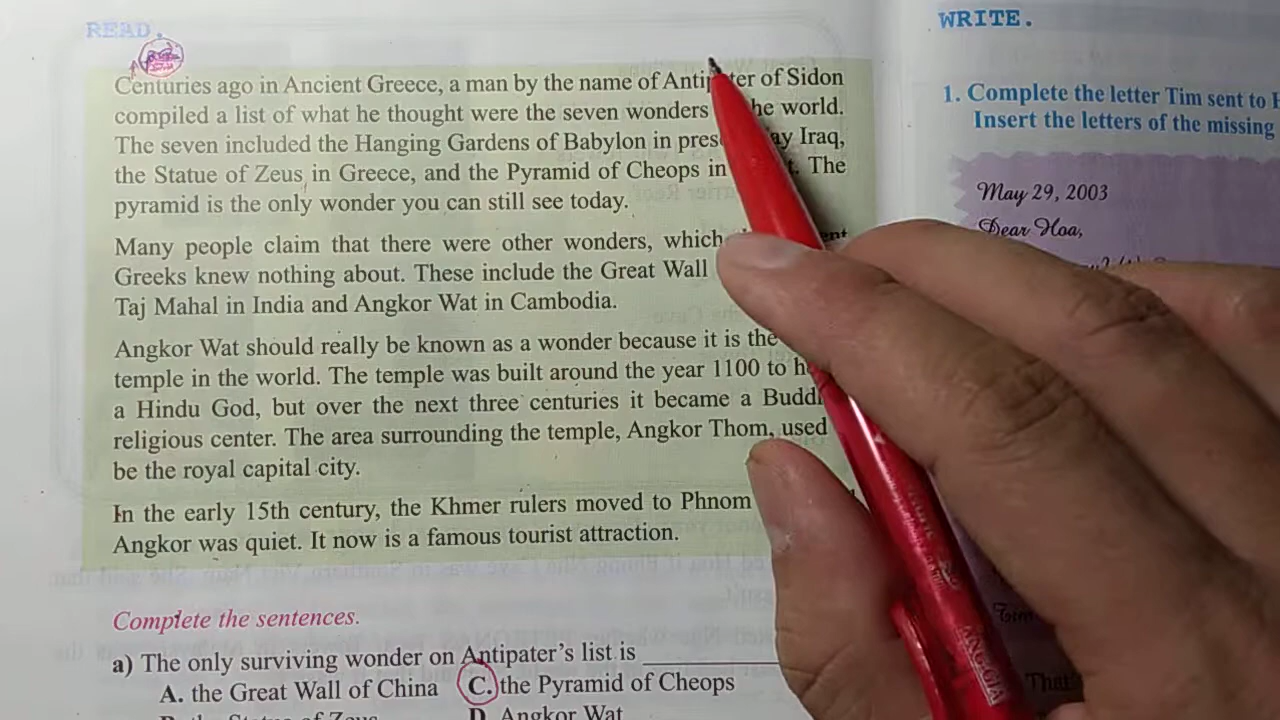 READ.
Centuries ago in Ancient Greece, a man by the name of Antipater of Sidon
compiled a list of what he thought were the seven wonders he world.
The seven included the Hanging Gardens of Babylon in pres ay Iraq,
the Statue of Zeus in Greece, and the Pyramid of Cheops in t. The
pyramid is the only wonder you can still see today.
Many people claim that there were other wonders, which ent
Greeks knew nothing about. These include the Great Wall
Taj Mahal in India and Angkor Wat in Cambodia.
Angkor Wat should really be known as a wonder because it is the
temple in the world. The temple was built around the year 1100 to h
a Hindu God, but over the next three centuries it became a Budd
religious center. The area surrounding the temple, Angkor Thom, used
be the royal capital city.
In the early 15th century, the Khmer rulers moved to Phnom
Angkor was quiet. It now is a famous tourist attraction.
Complete the sentences.
a) The only surviving wonder on Antipater's list is
A. the Great Wall of China C. the Pyramid of Cheops
B. the Statue of Zeus D. Angkor Wat
WRITE.
1. Complete the letter Tim sent to H
Insert the letters of the missing
May 29, 2003
Dear Hoa,